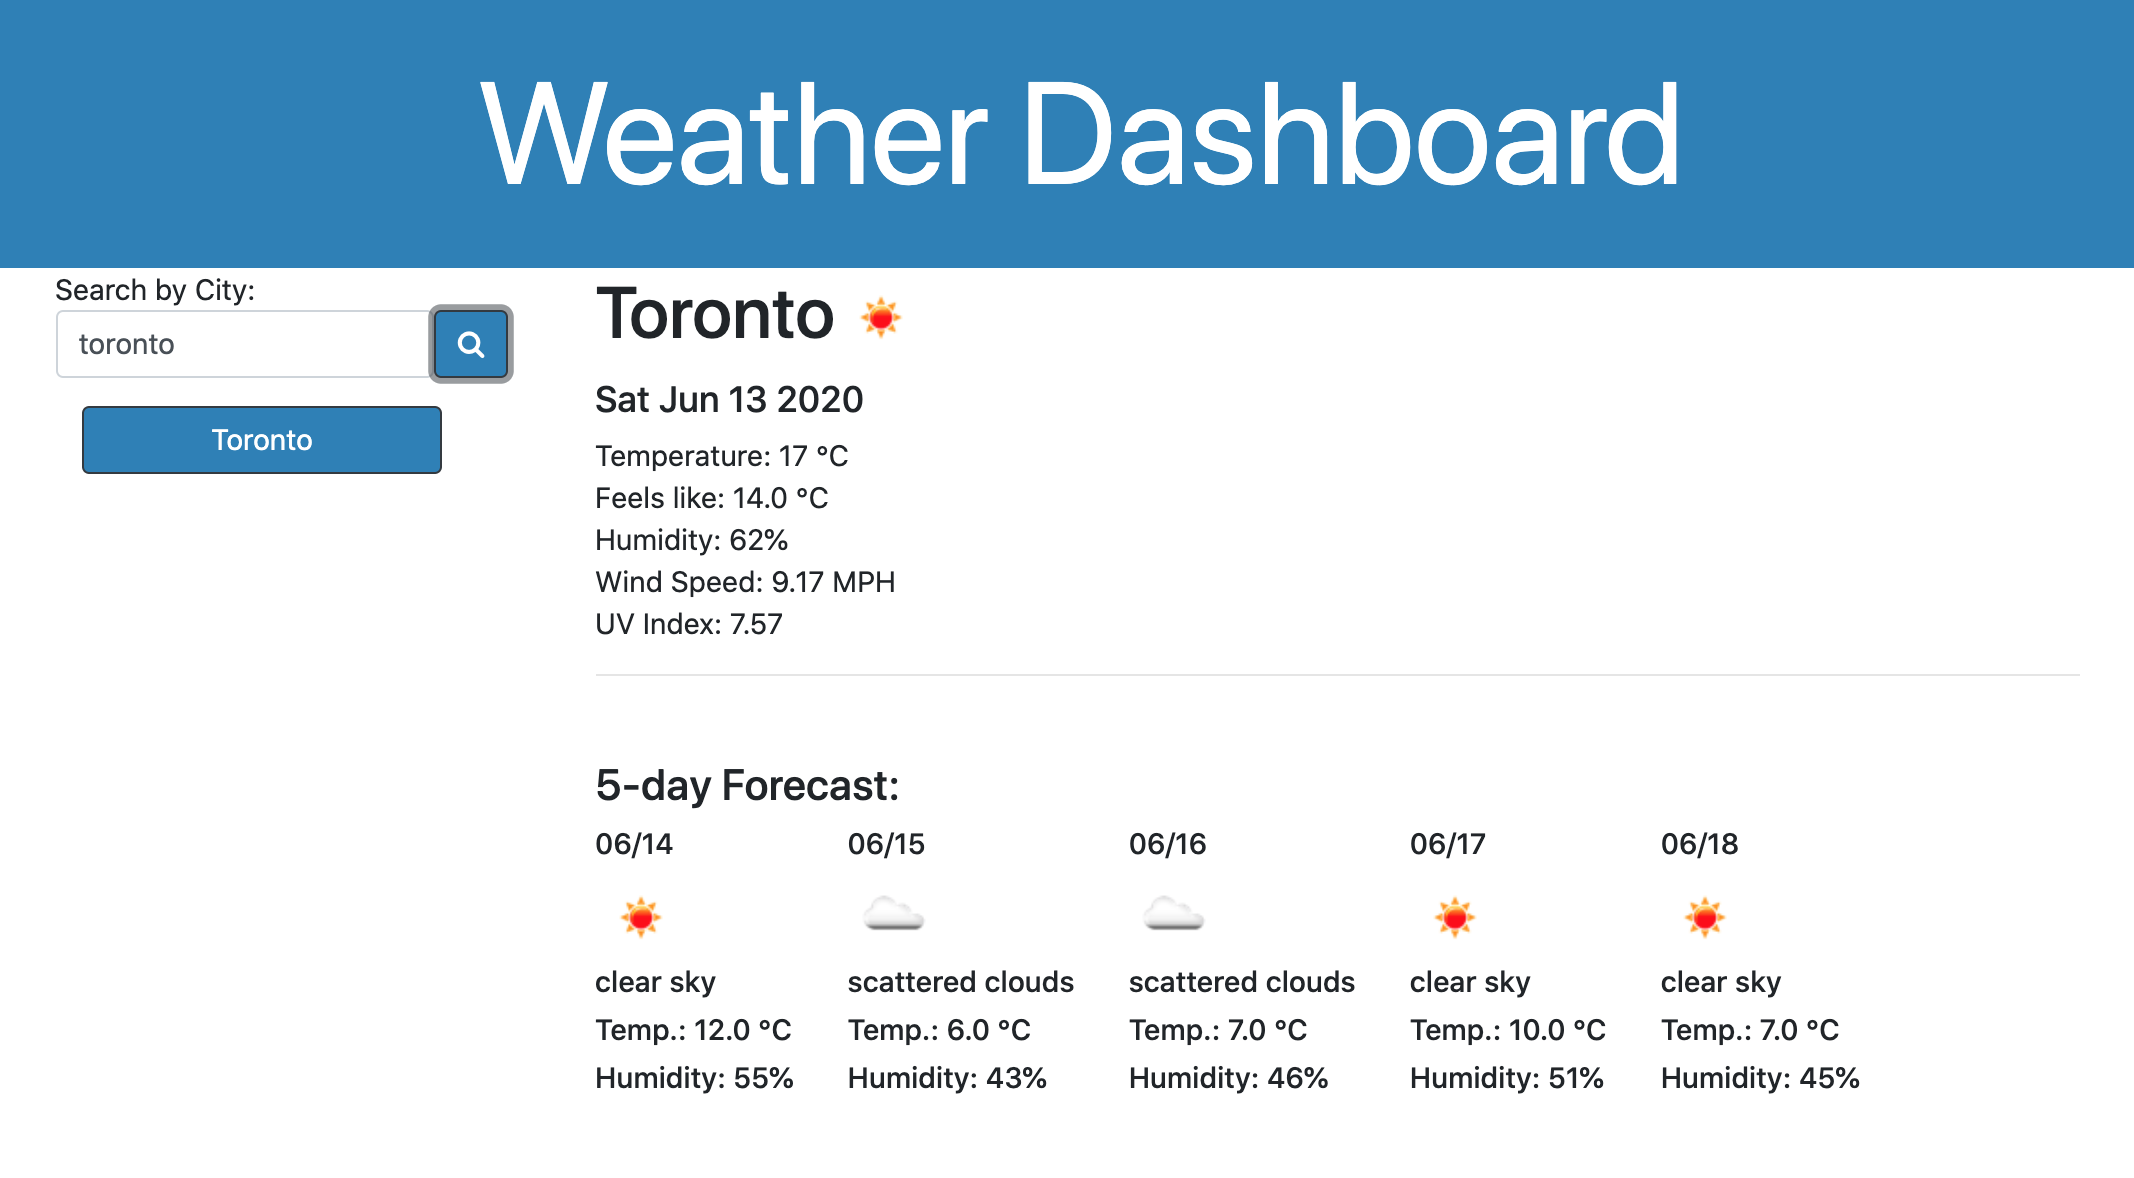 Weather Dashboard
Search by City:
toronto
Toronto
Toronto
Sat Jun 13 2020
Temperature: 17 °C
Feels like: 14.0 °C
Humidity: 62%
Wind Speed: 9.17 MPH
UV Index: 7.57
5-day Forecast:
06/14
clear sky
Temp.: 12.0 °C
Humidity: 55%
06/15
scattered clouds
Temp.: 6.0 °C
Humidity: 43%
06/16
scattered clouds
Temp.: 7.0 °C
Humidity: 46%
06/17
clear sky
Temp.: 10.0 °C
Humidity: 51%
06/18
clear sky
Temp.: 7.0 °C
Humidity: 45%